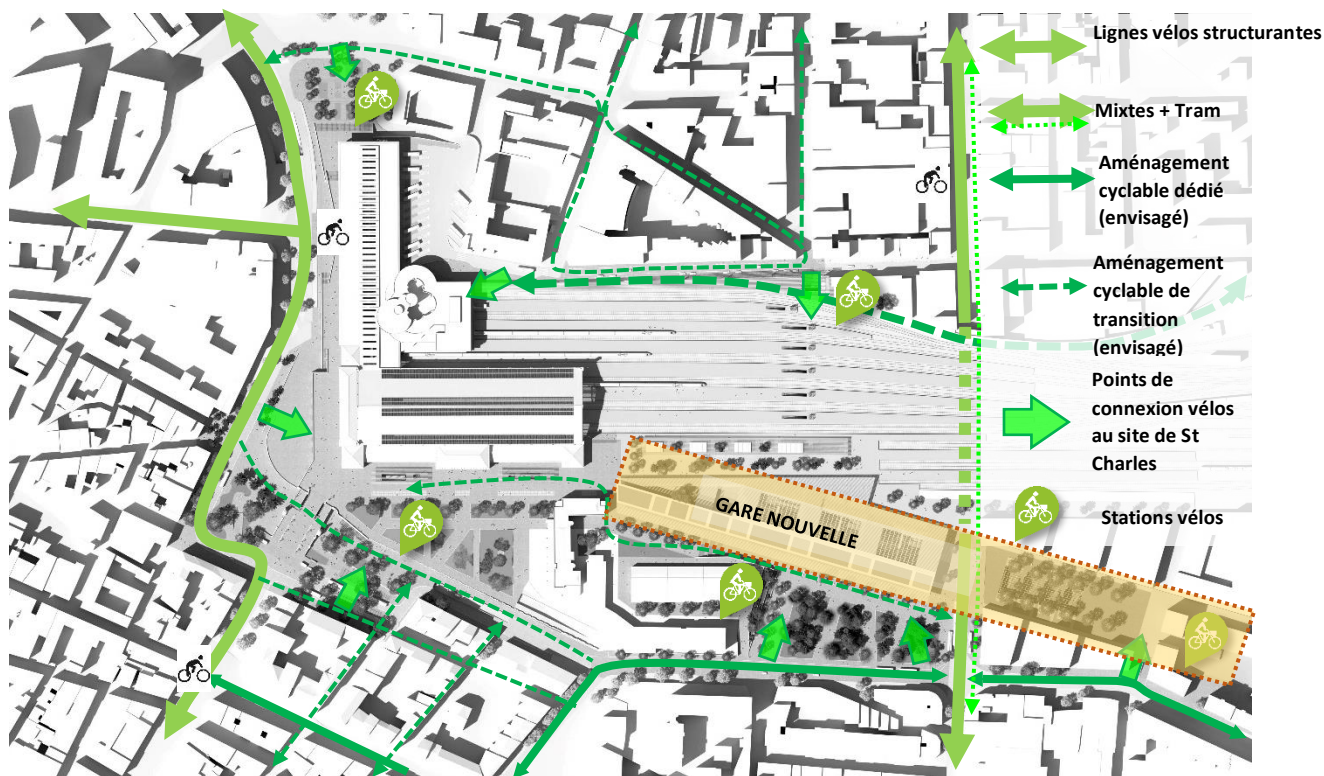 Lignes vélos structurantes
Mixtes + Tram
Aménagement
cyclable dédié
(envisagé)
Aménagement
cyclable de
transition
(envisagé)
Points de
connexion vélos
au site de St
Charles
Stations vélos
GARE NOUVELLE